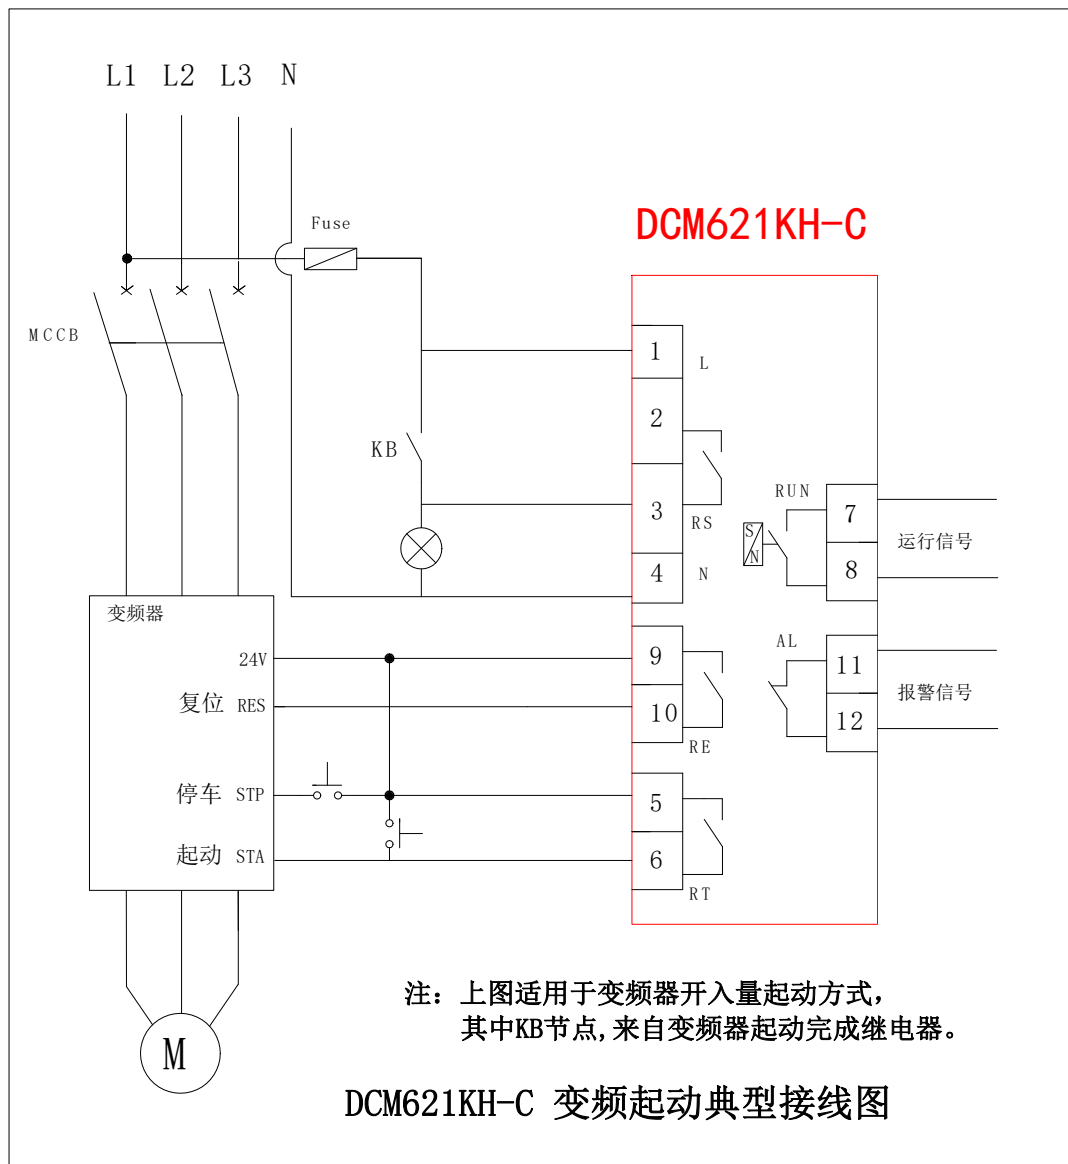 L1 L2 L3 N
Fuse
DCM621KH-C
MCCB
KB
1
L
2
3
RS
4
N
RUN
S
N
7
8
运行信号
变频器
24V
复位 RES
停车 STP
起动 STA
9
10
RE
5
6
RT
AL
11
12
报警信号
M
注：上图适用于变频器开入量起动方式，
其中KB节点,来自变频器起动完成继电器。
DCM621KH-C 变频起动典型接线图